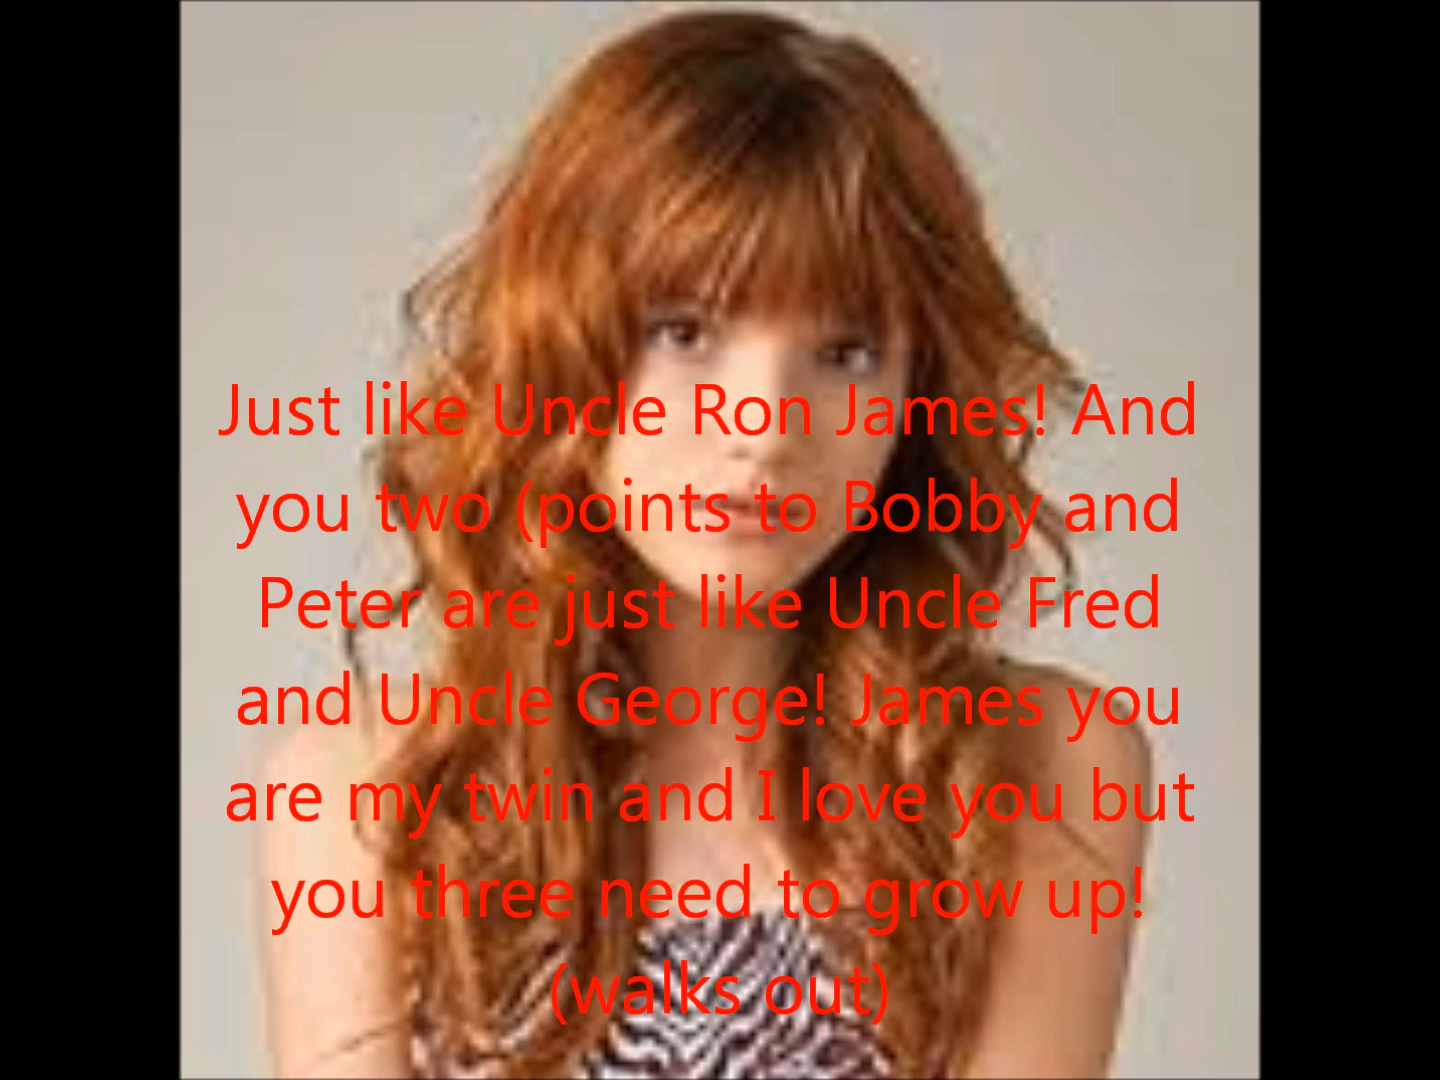 Just like Uncle Ron James! And
you two (points to Bobby and
Peter are just like Uncle Fred
and Uncle George! James you
are my twin and I love you but
you three need to grow up!
(walks out)